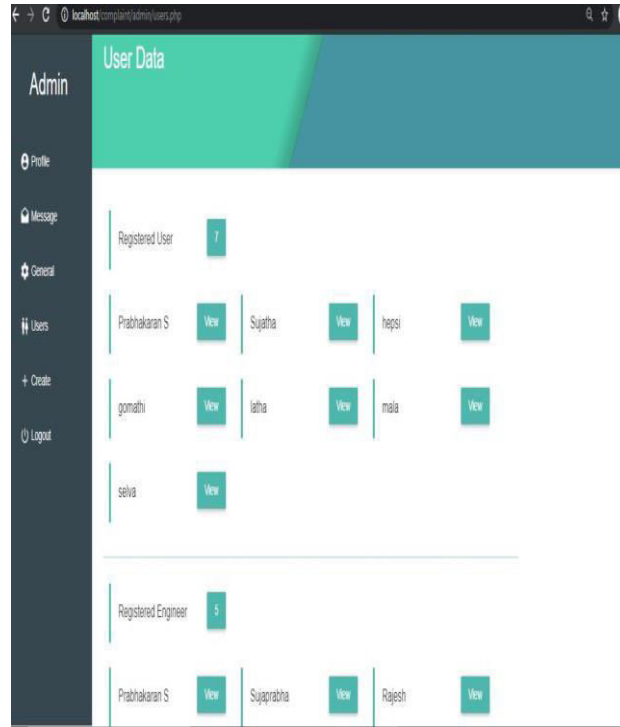 localhost/complaint/admin/users.php
Admin
Profile
Message
General
Users
+ Create
Logout
User Data
Registered User 7
Prabhakaran S View Sujatha View hepsi View
gomathi View latha View mala View
selva View
Registered Engineer 5
Prabhakaran S View Sujaprabha View Rajesh View